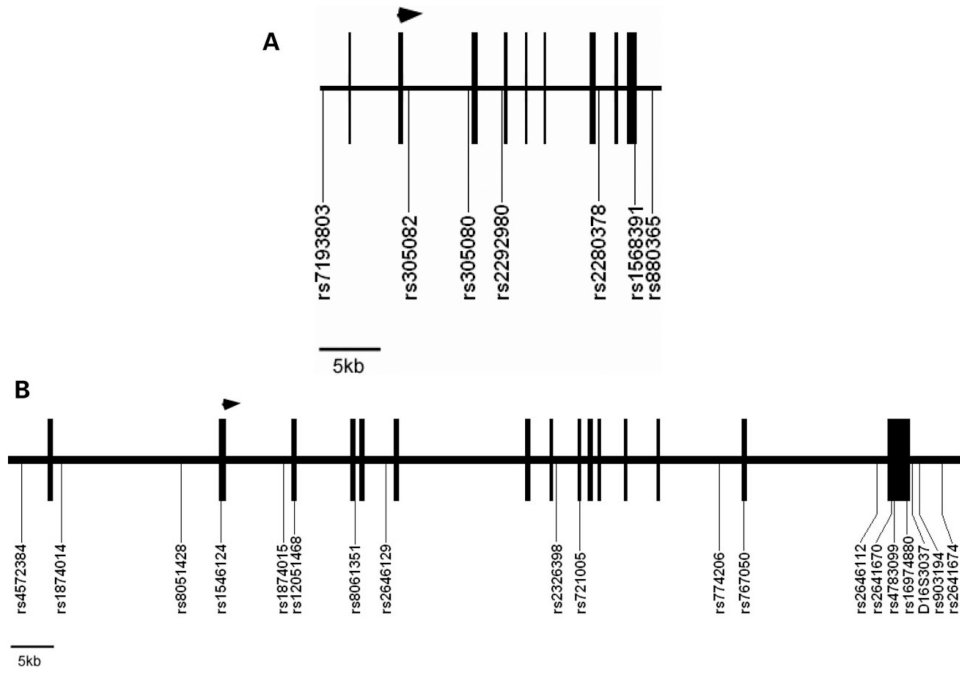 A
rs7193803
rs305082
rs305080
rs2292980
rs2280378
rs1568391
rs880365
5kb
B
rs4572384
rs1874014
rs8051428
rs1546124
rs1874015
rs12051468
rs8061351
rs2646129
rs2326398
rs721005
rs774206
rs767050
rs2646112
rs2641670
rs4783099
rs16974880
D16S3037
rs903194
rs2641674
5kb